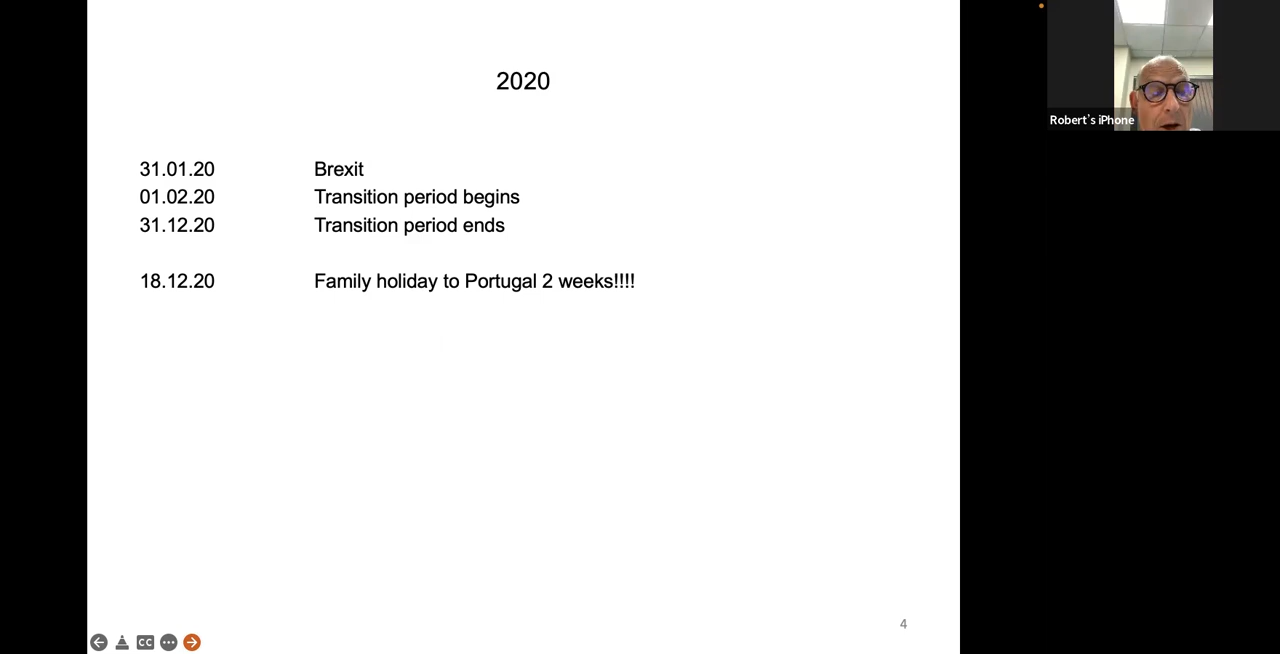 2020
31.01.20 Brexit
01.02.20 Transition period begins
31.12.20 Transition period ends
18.12.20 Family holiday to Portugal 2 weeks!!!!
4
CC
Robert's iPhone